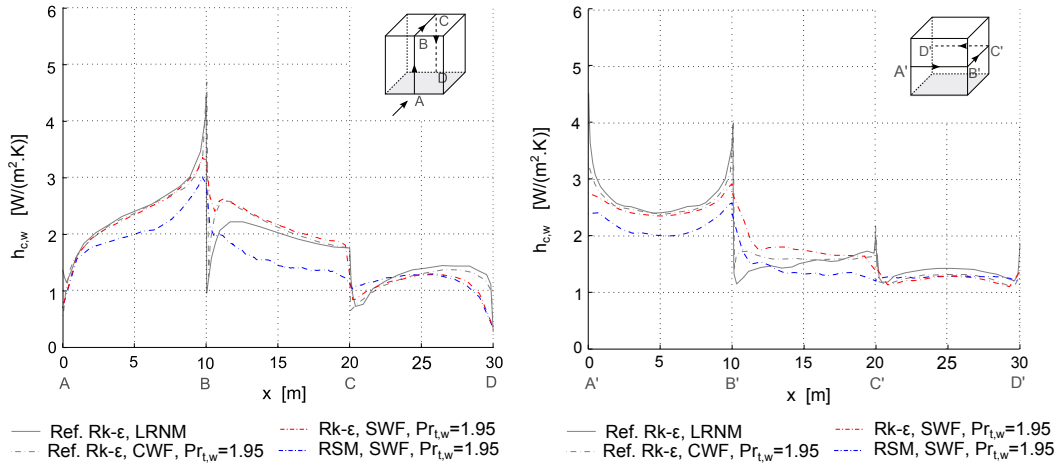 6
5
4
3
2
1
0
h_c,w [W/(m².K)]
0 5 10 15 20 25 30
A B C D
x [m]
C
B
D
A
Ref. Rk-ε, LRNM
Ref. Rk-ε, CWF, Pr_t,w=1.95
Rk-ε, SWF, Pr_t,w=1.95
RSM, SWF, Pr_t,w=1.95
6
5
4
3
2
1
0
h_c,w [W/(m².K)]
0 5 10 15 20 25 30
A' B' C' D'
x [m]
D' C'
A' B'
Ref. Rk-ε, LRNM
Ref. Rk-ε, CWF, Pr_t,w=1.95
Rk-ε, SWF, Pr_t,w=1.95
RSM, SWF, Pr_t,w=1.95